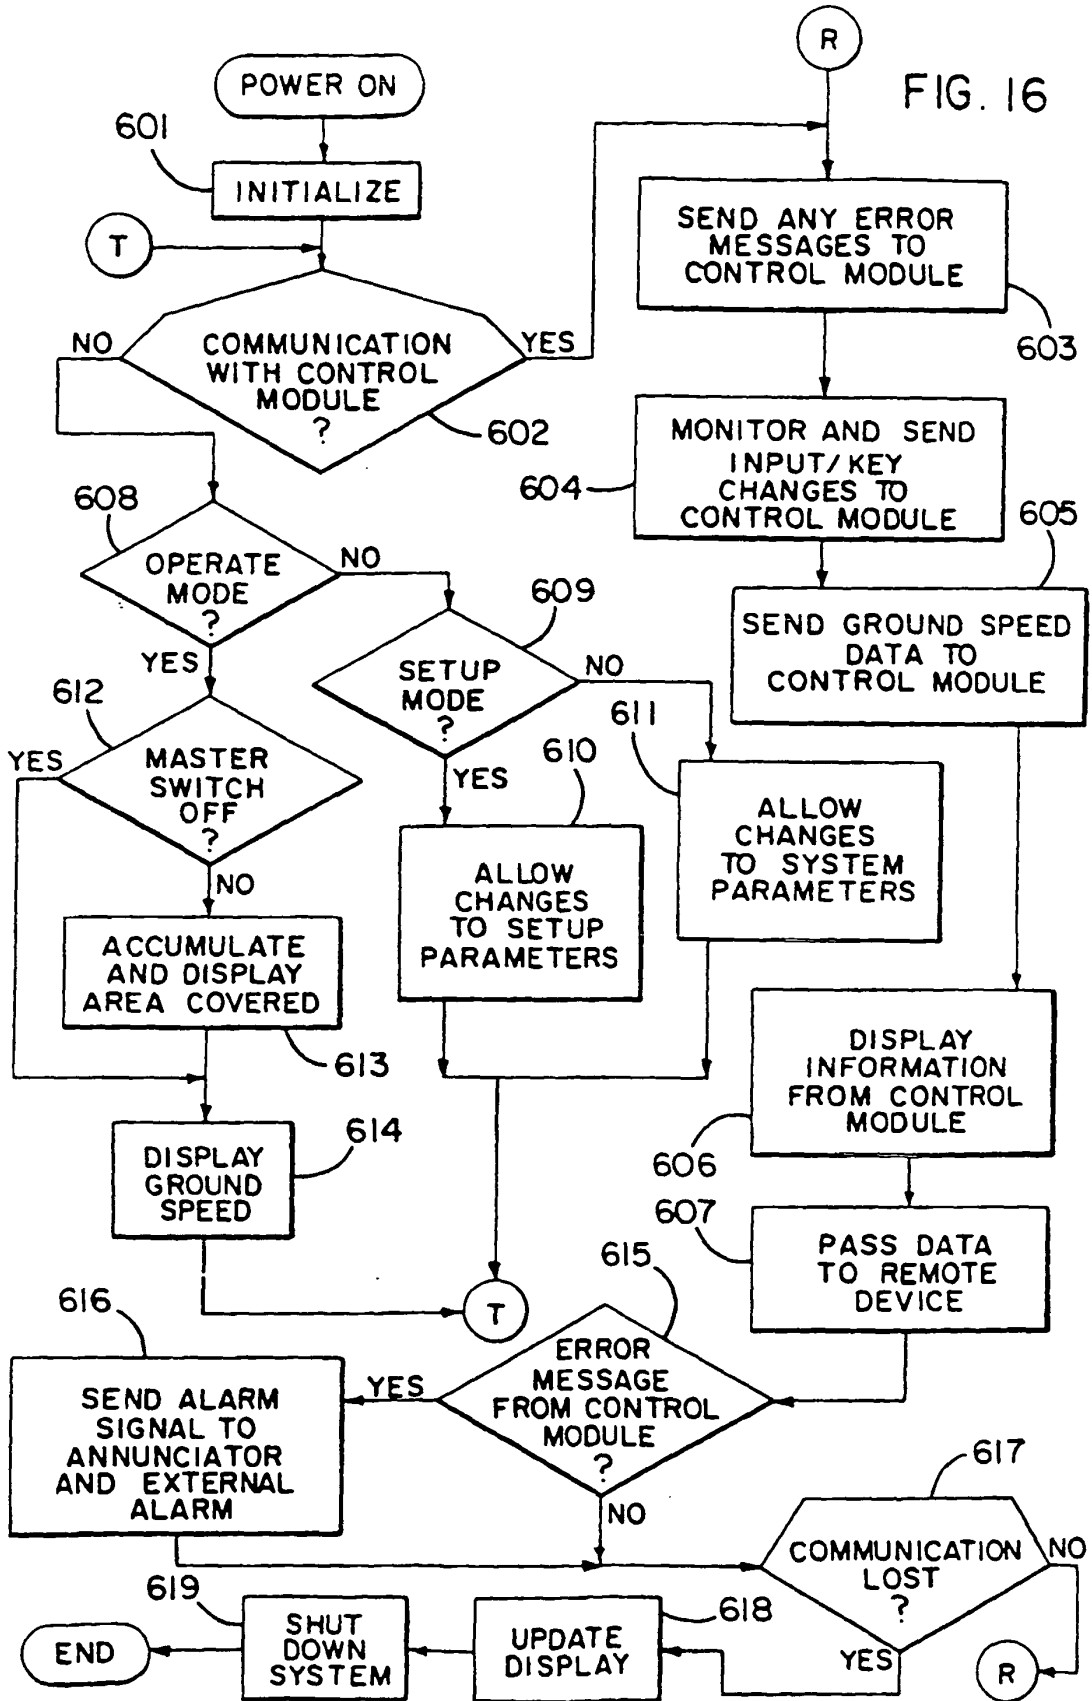 R
FIG. 16
POWER ON
601
INITIALIZE
T
SEND ANY ERROR
MESSAGES TO
CONTROL MODULE
603
NO
YES
COMMUNICATION
WITH CONTROL
MODULE
?
602
MONITOR AND SEND
INPUT/KEY
CHANGES TO
CONTROL MODULE
604
605
608
OPERATE
MODE
?
NO
YES
609
SETUP
MODE
?
NO
YES
SEND GROUND SPEED
DATA TO
CONTROL MODULE
612
YES
MASTER
SWITCH
OFF
?
NO
610
ALLOW
CHANGES
TO SETUP
PARAMETERS
611
ALLOW
CHANGES
TO SYSTEM
PARAMETERS
ACCUMULATE
AND DISPLAY
AREA COVERED
613
DISPLAY
INFORMATION
FROM CONTROL
MODULE
606
614
DISPLAY
GROUND
SPEED
607
PASS DATA
TO REMOTE
DEVICE
T
615
ERROR
MESSAGE
FROM CONTROL
MODULE
?
YES
NO
616
SEND ALARM
SIGNAL TO
ANNUNCIATOR
AND EXTERNAL
ALARM
617
COMMUNICATION
LOST
?
NO
YES
R
618
UPDATE
DISPLAY
619
SHUT
DOWN
SYSTEM
END